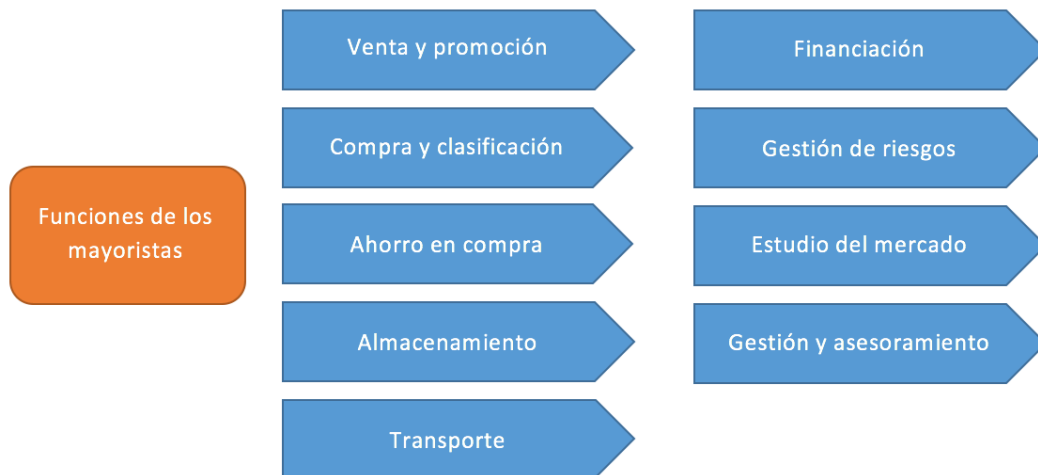 Funciones de los
mayoristas
Venta y promoción
Compra y clasificación
Ahorro en compra
Almacenamiento
Transporte
Financiación
Gestión de riesgos
Estudio del mercado
Gestión y asesoramiento